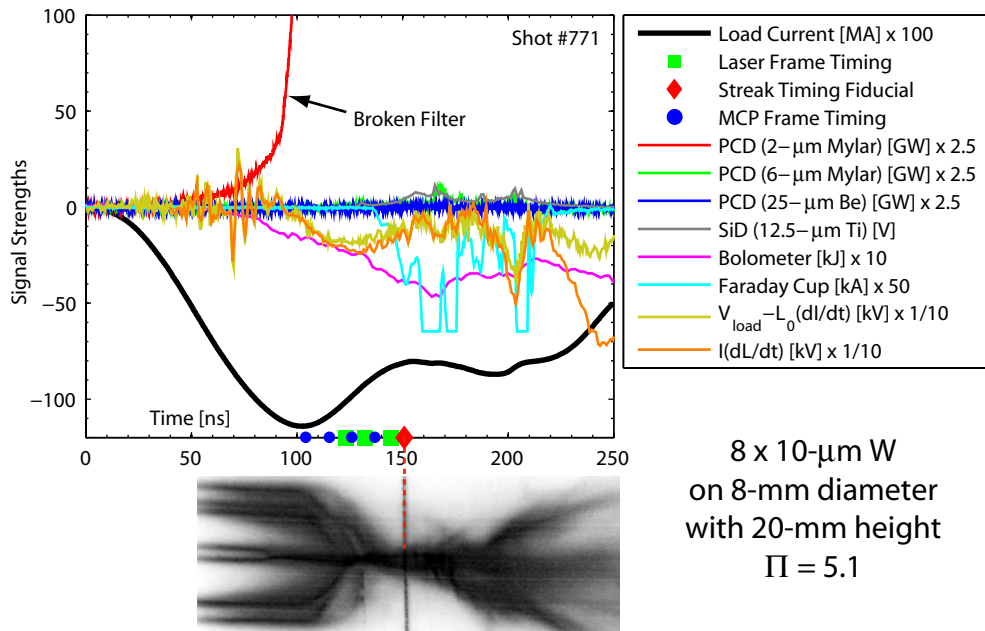 Shot #771
Broken Filter
Signal Strengths
100
50
0
−50
−100
Time [ns]
0 50 100 150 200 250
Load Current [MA] x 100
Laser Frame Timing
Streak Timing Fiducial
MCP Frame Timing
PCD (2−μm Mylar) [GW] x 2.5
PCD (6−μm Mylar) [GW] x 2.5
PCD (25−μm Be) [GW] x 2.5
SiD (12.5−μm Ti) [V]
Bolometer [kJ] x 10
Faraday Cup [kA] x 50
V_load−L_0(dI/dt) [kV] x 1/10
I(dL/dt) [kV] x 1/10
8 x 10-μm W
on 8-mm diameter
with 20-mm height
Π = 5.1